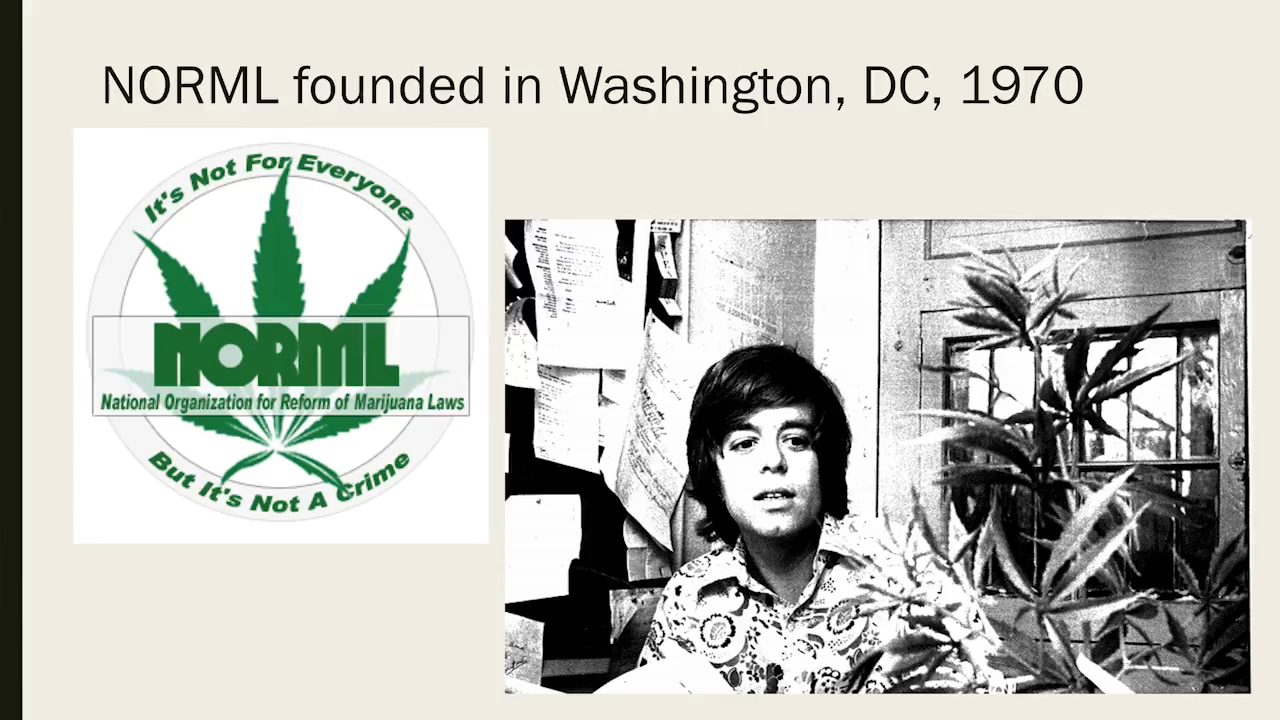 NORML founded in Washington, DC, 1970
It's Not For Everyone
NORML
National Organization for Reform of Marijuana Laws
But It's Not A Crime